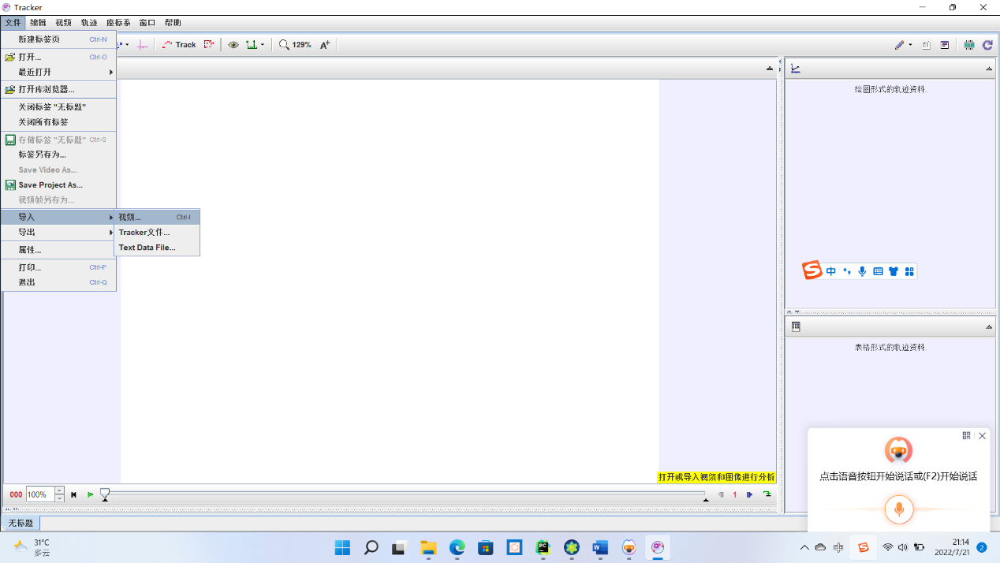 Tracker
文件 编辑 视频 轨迹 座标系 窗口 帮助
新建标签页 Ctrl-N
Track 129% A+
打开... Ctrl-O
最近打开
打开库浏览器...
关闭标签 "无标题"
关闭所有标签
存储标签 "无标题" Ctrl-S
标签另存为...
Save Video As...
Save Project As...
视频帧另存为...
导入
视频... Ctrl-I
导出
Tracker文件...
Text Data File...
属性...
打印... Ctrl-P
退出 Ctrl-Q
绘图形式的轨迹资料.
中
表格形式的轨迹资料.
点击语音按钮开始说话或(F2)开始说话
打开或导入视频和图像进行分析
000 100% 1
无标题
31°C
多云
PC
W
中
21:14
2022/7/21
2